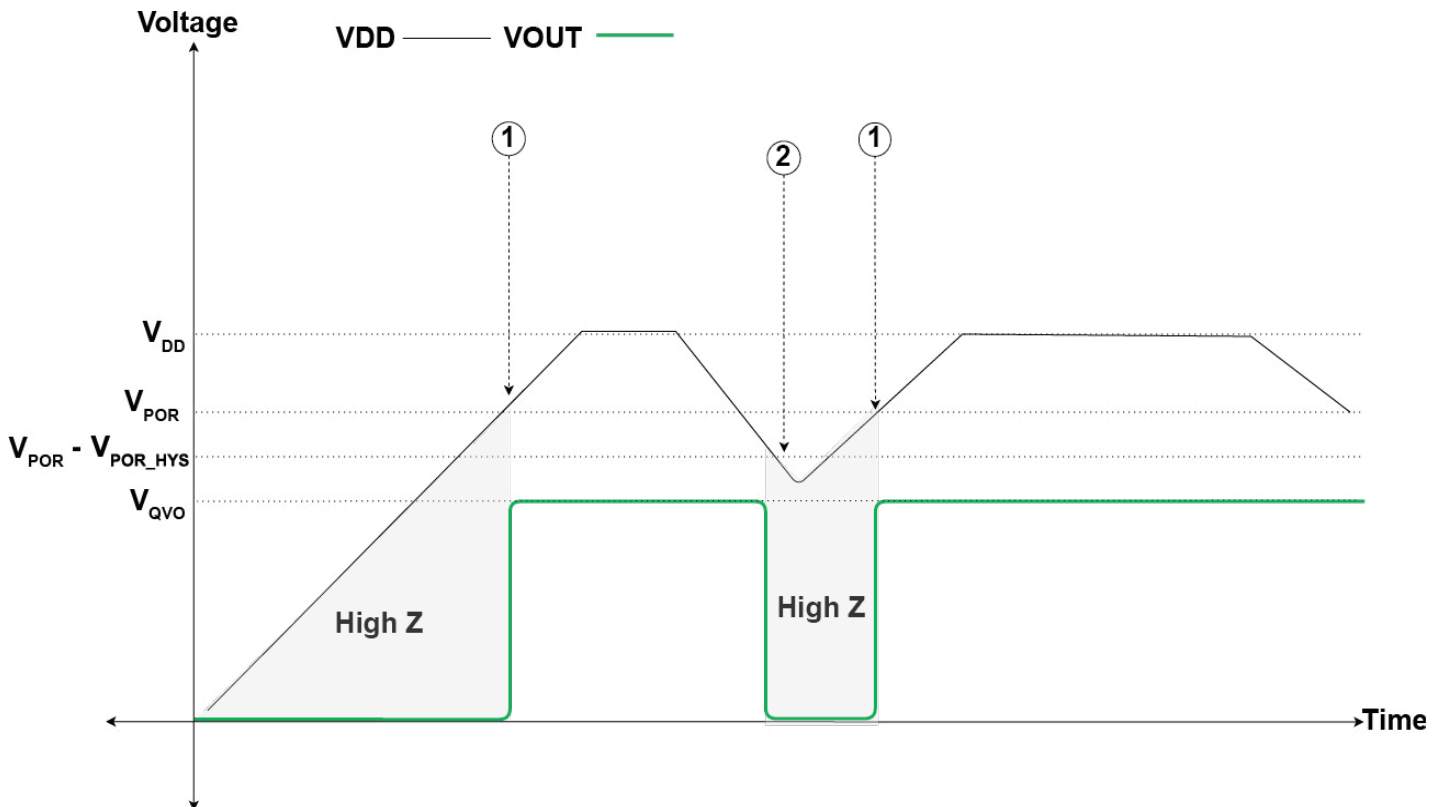 Voltage
VDD VOUT
1
2
1
VDD
VPOR
VPOR - VPOR_HYS
VQVO
High Z
High Z
Time